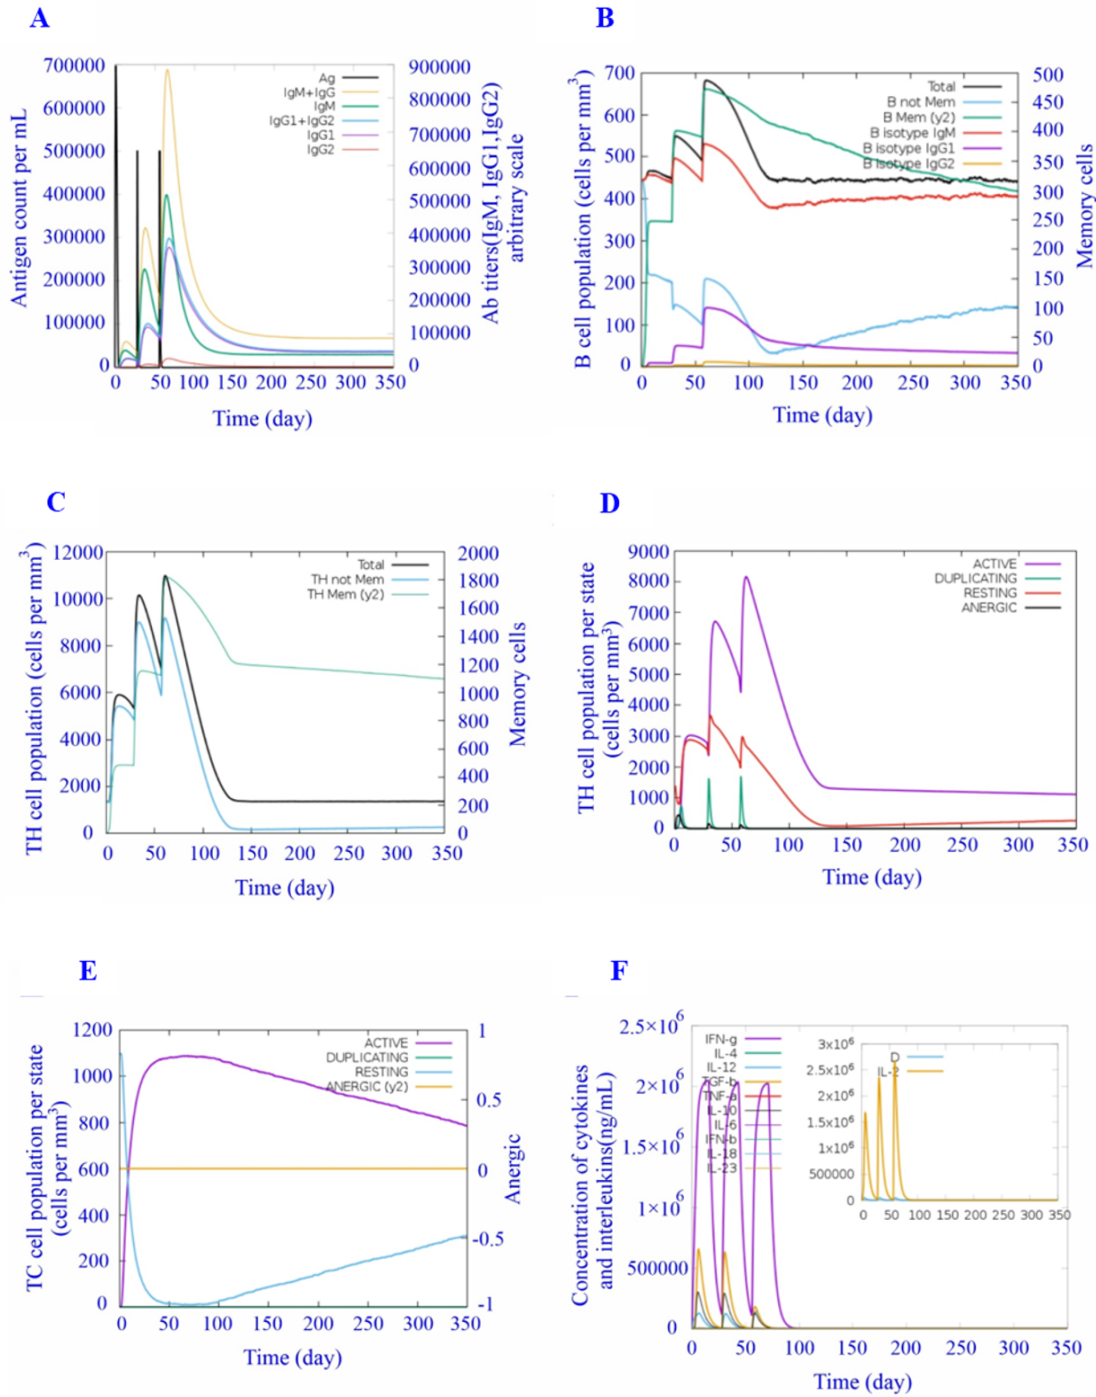 A
700000
600000
500000
400000
300000
200000
100000
0
Antigen count per mL
0 50 100 150 200 250 300 350
Time (day)
Ag
IgM+IgG
IgM
IgG1+IgG2
IgG1
IgG2
900000
800000
700000
600000
500000
400000
300000
200000
100000
0
Ab titers(IgM, IgG1,IgG2)
arbitrary scale
B
700
600
500
400
300
200
100
0
B cell population (cells per mm3)
0 50 100 150 200 250 300 350
Time (day)
Total
B not Mem
B Mem (y2)
B isotype IgM
B isotype IgG1
B isotype IgG2
500
450
400
350
300
250
200
150
100
50
0
Memory cells
C
12000
10000
8000
6000
4000
2000
0
TH cell population (cells per mm3)
0 50 100 150 200 250 300 350
Time (day)
Total
TH not Mem
TH Mem (y2)
2000
1800
1600
1400
1200
1000
800
600
400
200
0
Memory cells
D
9000
8000
7000
6000
5000
4000
3000
2000
1000
0
TH cell population per state
(cells per mm3)
0 50 100 150 200 250 300 350
Time (day)
ACTIVE
DUPLICATING
RESTING
ANERGIC
E
1200
1000
800
600
400
200
0
TC cell population per state
(cells per mm3)
0 50 100 150 200 250 300 350
Time (day)
ACTIVE
DUPLICATING
RESTING
ANERGIC (y2)
1
0.5
0
-0.5
-1
Anergic
F
2.5×10^6
2×10^6
1.5×10^6
1×10^6
500000
0
Concentration of cytokines
and interleukins(ng/mL)
0 50 100 150 200 250 300 350
Time (day)
IFN-g
IL-4
IL-12
TGF-b
TNF-a
IL-10
IL-6
IFN-b
IL-18
IL-23
3×10^6
2.5×10^6
2×10^6
1.5×10^6
1×10^6
500000
0
0 50 100 150 200 250 300 350
D
IL-2